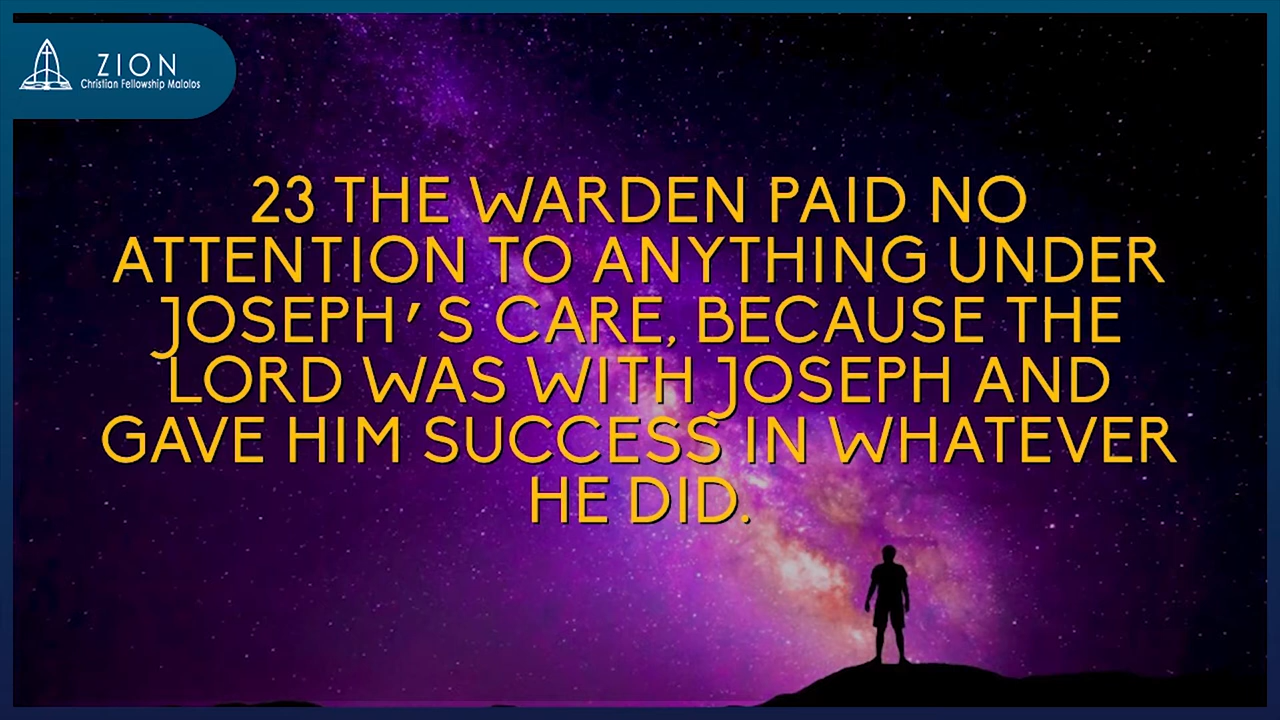 ZION
Christian Fellowship Malolos
23 THE WARDEN PAID NO
ATTENTION TO ANYTHING UNDER
JOSEPH'S CARE, BECAUSE THE
LORD WAS WITH JOSEPH AND
GAVE HIM SUCCESS IN WHATEVER
HE DID.